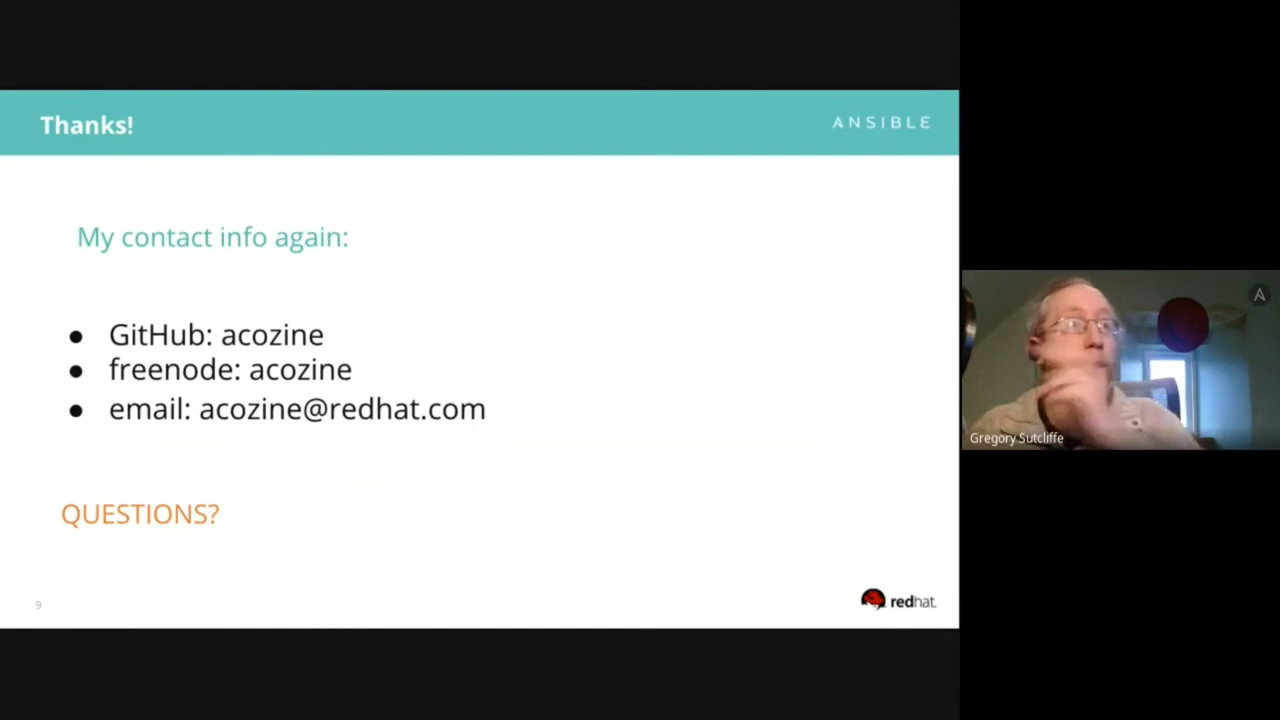 Thanks!
ANSIBLE
My contact info again:
● GitHub: acozine
● freenode: acozine
● email: acozine@redhat.com
QUESTIONS?
9
redhat.
A
Gregory Sutcliffe